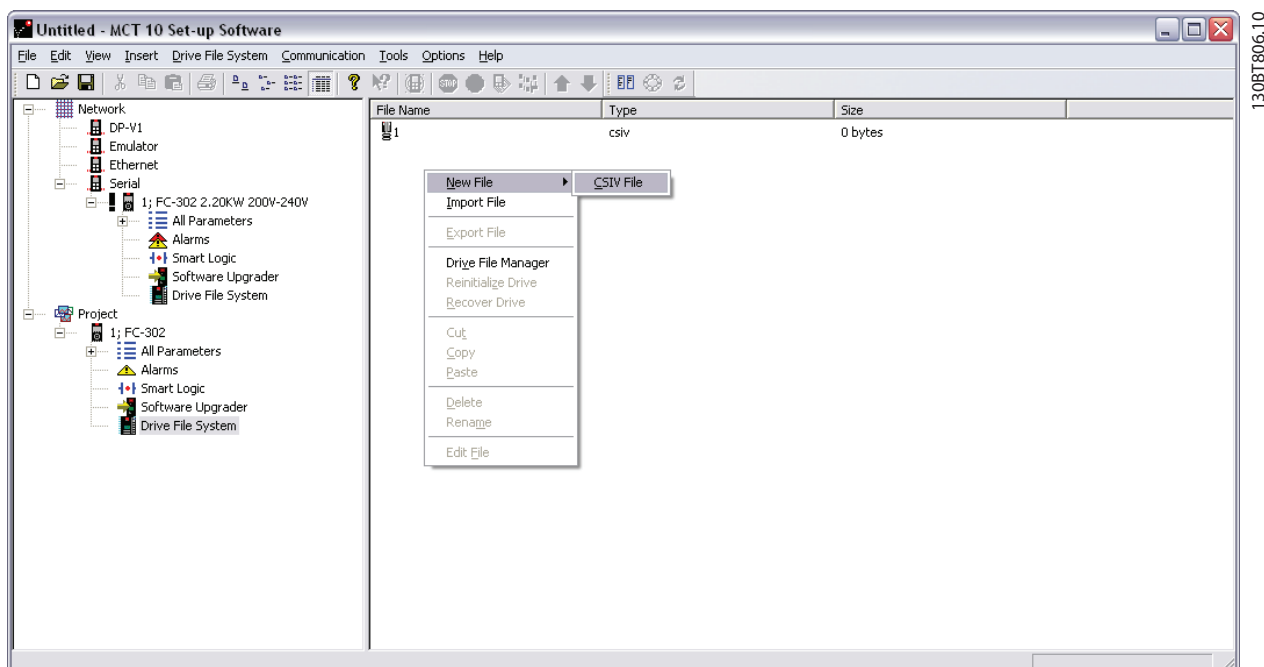 Untitled - MCT 10 Set-up Software
File Edit View Insert Drive File System Communication Tools Options Help
STOP
Network
DP-V1
Emulator
Ethernet
Serial
1; FC-302 2.20KW 200V-240V
All Parameters
Alarms
Smart Logic
Software Upgrader
Drive File System
Project
1; FC-302
All Parameters
Alarms
Smart Logic
Software Upgrader
Drive File System
File Name Type Size
1 csiv 0 bytes
New File CSIV File
Import File
Export File
Drive File Manager
Reinitialize Drive
Recover Drive
Cut
Copy
Paste
Delete
Rename
Edit File
130BT806.10